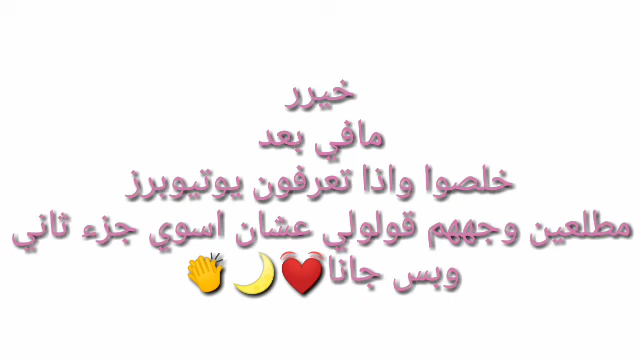 خيرر
مافي بعد
خلصوا واذا تعرفون يوتيوبرز
مطلعين وجههم قولولي عشان اسوي جزء ثاني
وبس جانا💓🌙👏